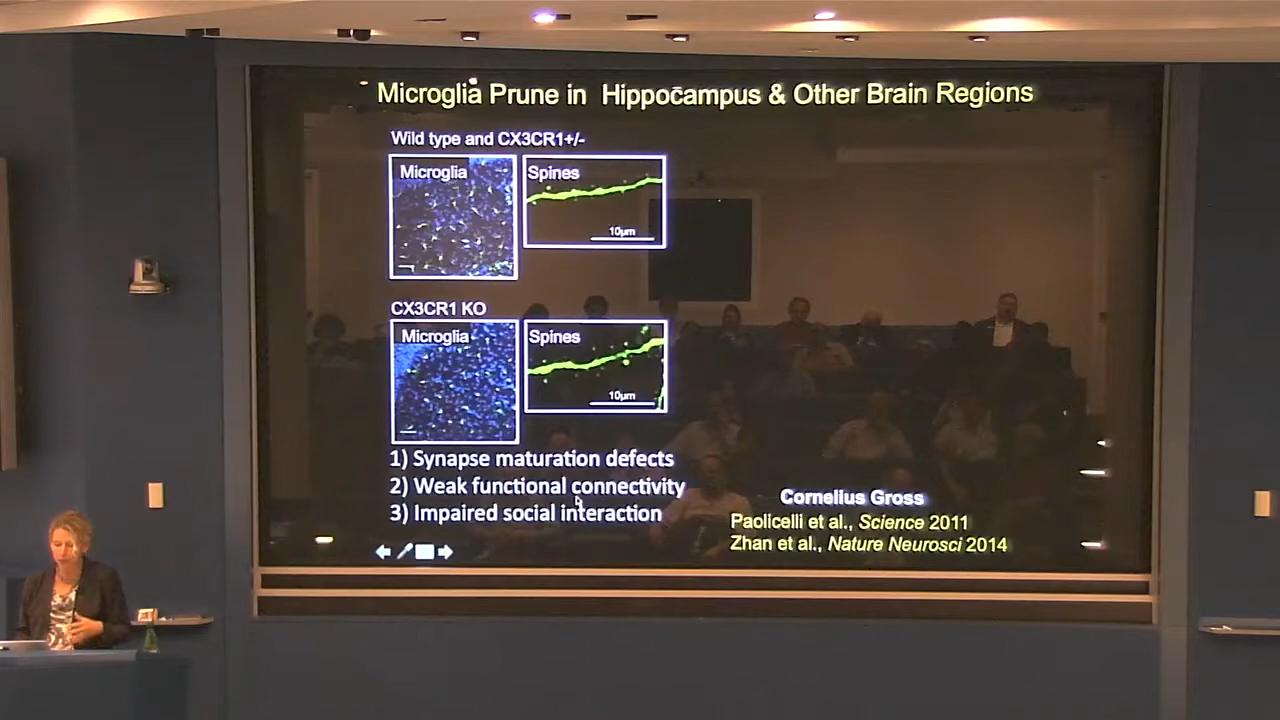 Microglia Prune in Hippocampus & Other Brain Regions
Wild type and CX3CR1+/-
Microglia
Spines
10μm
CX3CR1 KO
Microglia
Spines
10μm
1) Synapse maturation defects
2) Weak functional connectivity
3) Impaired social interaction
Cornelius Gross
Paolicelli et al., Science 2011
Zhan et al., Nature Neurosci 2014